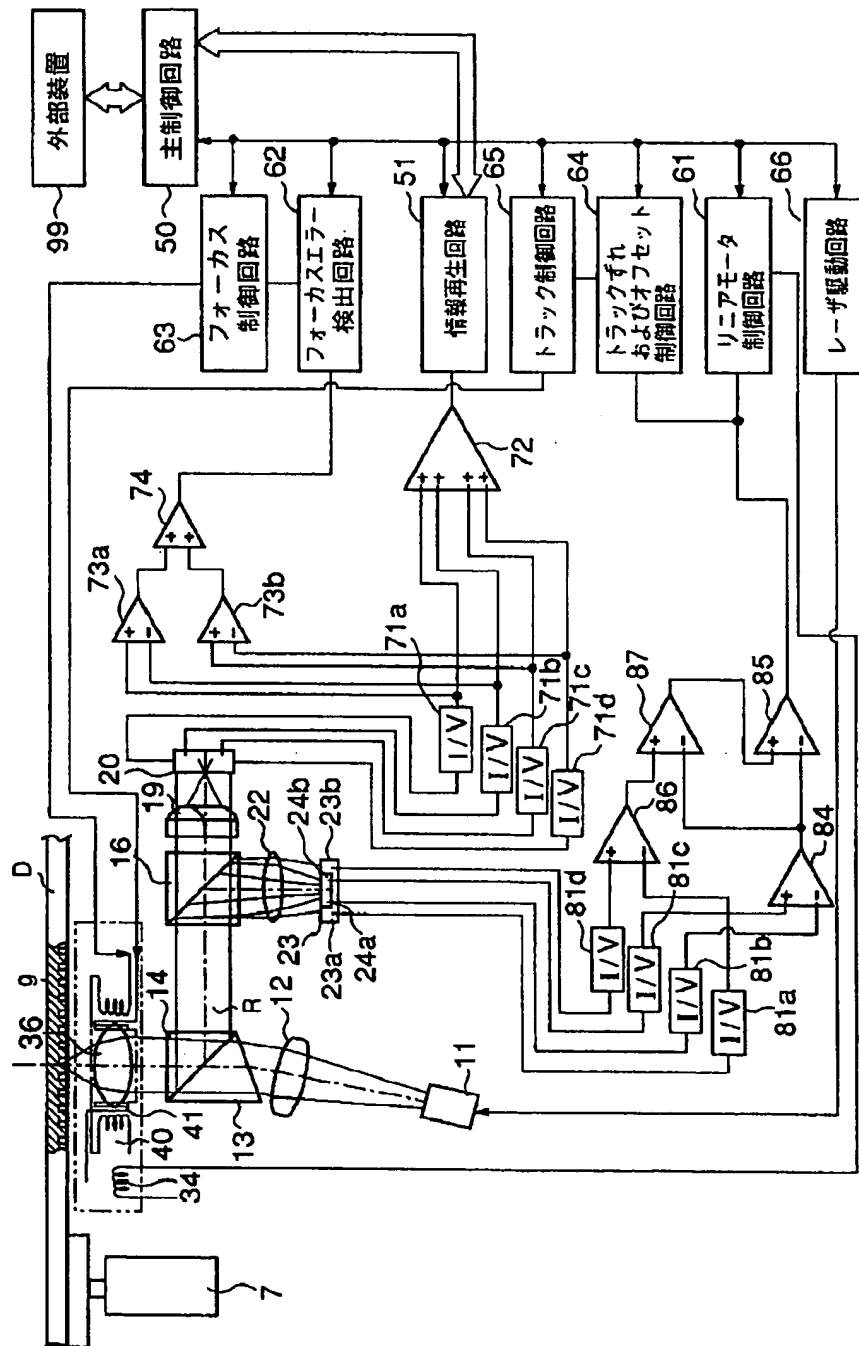 外部装置
99
主制御回路
50
フォーカス
制御回路
63
フォーカスエラー
検出回路
62
情報再生回路
51
トラック制御回路
65
トラックずれ
およびオフセット
制御回路
64
リニアモータ
制御回路
61
レーザ駆動回路
66
74
+
+
73a
+
-
73b
+
-
72
+
+
+
+
I/V
71a
I/V
71b
I/V
71c
I/V
71d
87
+
-
85
+
-
86
+
-
84
+
-
I/V
81d
I/V
81c
I/V
81b
I/V
81a
20
19
16
22
24b
23b
23
23a
24a
D
9
36
14
R
12
11
13
41
40
34
7